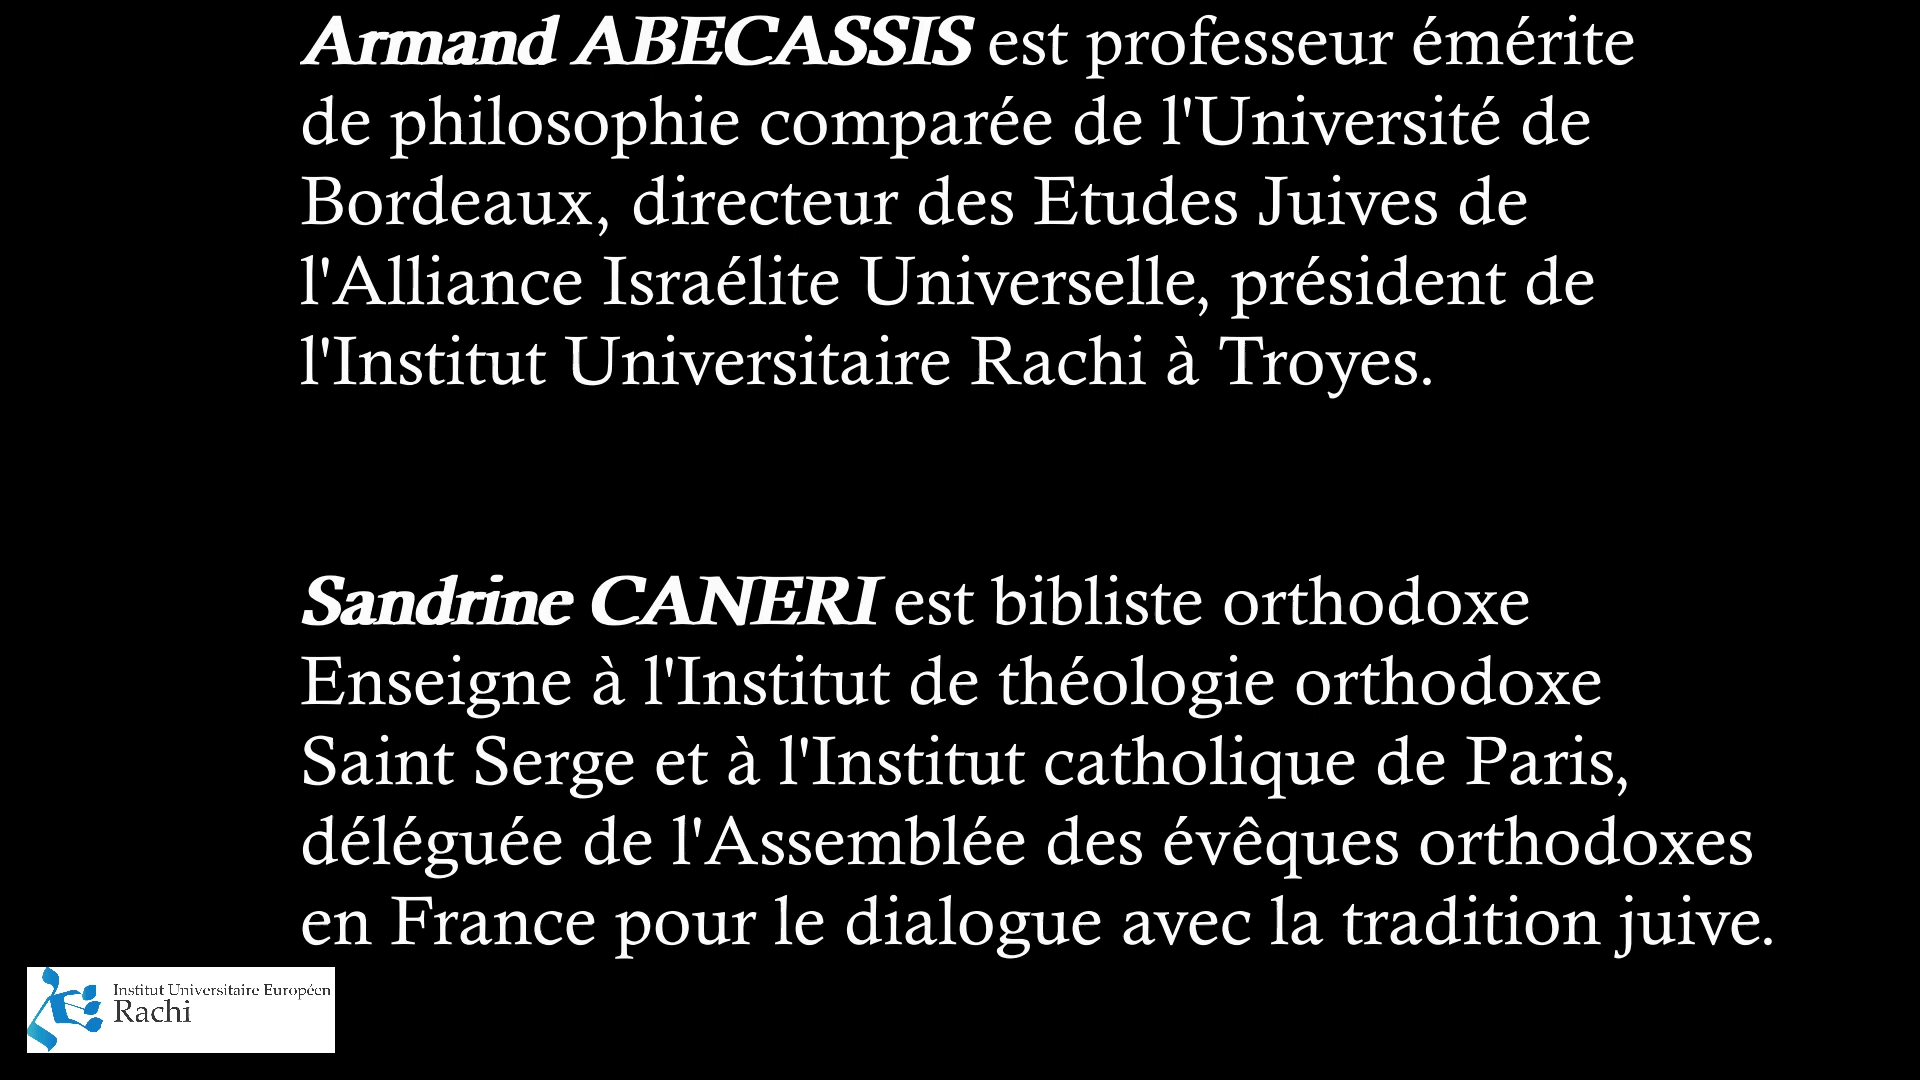 Armand ABECASSIS est professeur émérite
de philosophie comparée de l'Université de
Bordeaux, directeur des Etudes Juives de
l'Alliance Israélite Universelle, président de
l'Institut Universitaire Rachi à Troyes.
Sandrine CANERI est bibliste orthodoxe
Enseigne à l'Institut de théologie orthodoxe
Saint Serge et à l'Institut catholique de Paris,
déléguée de l'Assemblée des évêques orthodoxes
en France pour le dialogue avec la tradition juive.
Institut Universitaire Européen
Rachi